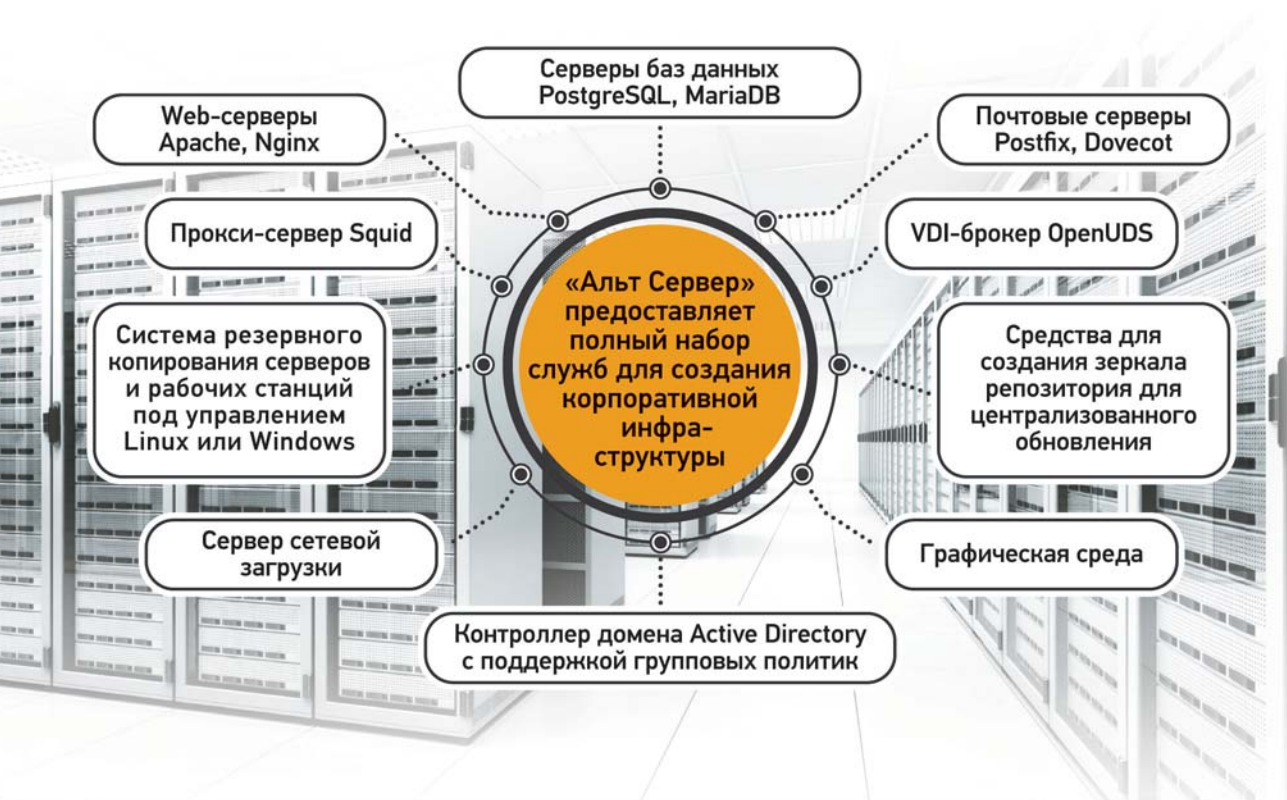 Серверы баз данных
PostgreSQL, MariaDB
Web-серверы
Apache, Nginx
Почтовые серверы
Postfix, Dovecot
Прокси-сервер Squid
VDI-брокер OpenUDS
«Альт Сервер»
предоставляет
полный набор
служб для создания
корпоративной
инфра-
структуры
Система резервного
копирования серверов
и рабочих станций
под управлением
Linux или Windows
Средства для
создания зеркала
репозитория для
централизованного
обновления
Сервер сетевой
загрузки
Графическая среда
Контроллер домена Active Directory
с поддержкой групповых политик